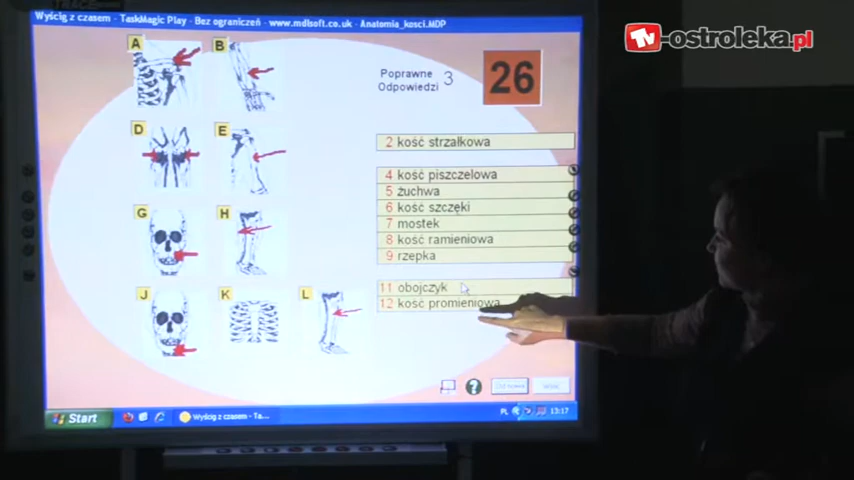 Wyścig z czasem - TaskMagic Play - Bez ograniczeń - www.mdlsoft.co.uk - Anatomia_kosci.MDP
Tv-ostroleka.pl
A
B
Poprawne
Odpowiedzi 3
26
D
E
2 kość strzałkowa
4 kość piszczelowa
5 żuchwa
6 kość szczęki
7 mostek
8 kość ramieniowa
9 rzepka
G
H
11 obojczyk
12 kość promieniowa
J
K
L
?
Start
Wyścig z czasem - Ta...
PL
13:17